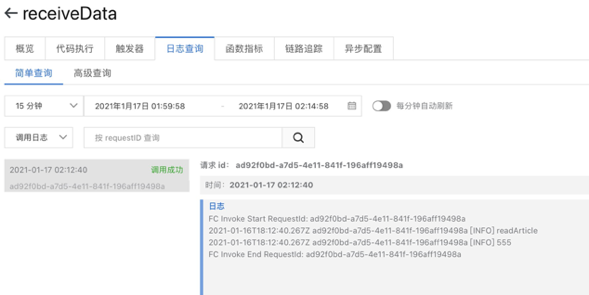 ← receiveData
概览 代码执行 触发器 日志查询 函数指标 链路追踪 异步配置
简单查询 高级查询
15 分钟 2021年1月17日 01:59:58 - 2021年1月17日 02:14:58 每分钟自动刷新
调用日志 按 requestID 查询
2021-01-17 02:12:40 调用成功
ad92f0bd-a7d5-4e11-841f-196aff19498a
请求 id： ad92f0bd-a7d5-4e11-841f-196aff19498a
时间： 2021-01-17 02:12:40
日志
FC Invoke Start RequestId: ad92f0bd-a7d5-4e11-841f-196aff19498a
2021-01-16T18:12:40.267Z ad92f0bd-a7d5-4e11-841f-196aff19498a [INFO] readArticle
2021-01-16T18:12:40.267Z ad92f0bd-a7d5-4e11-841f-196aff19498a [INFO] 555
FC Invoke End RequestId: ad92f0bd-a7d5-4e11-841f-196aff19498a